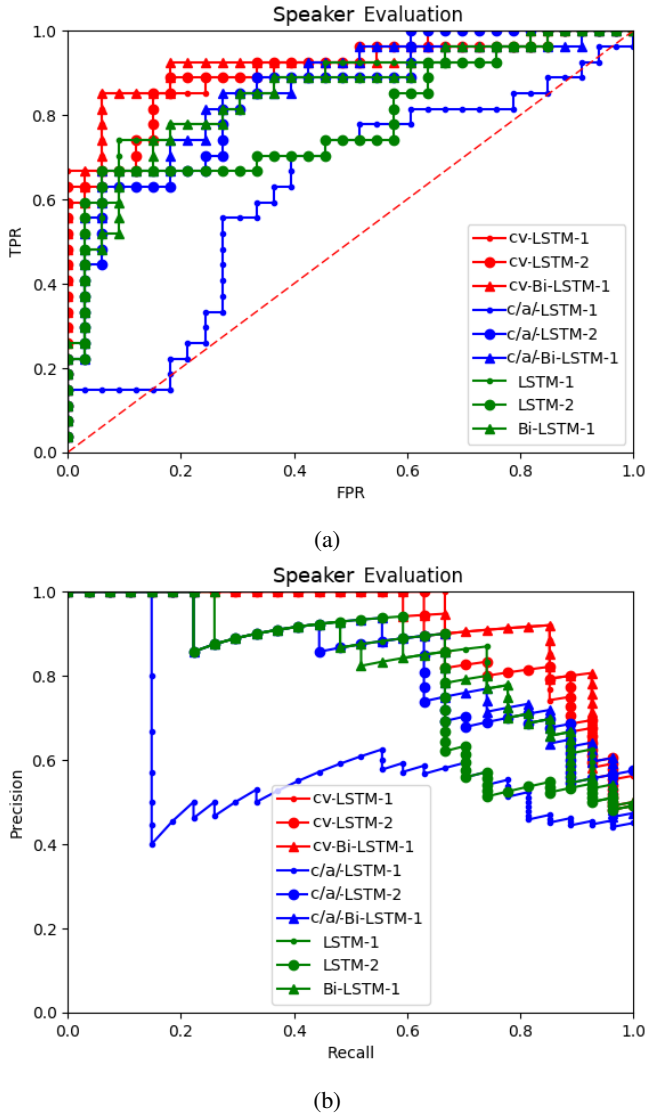 Speaker Evaluation
1.0
0.8
0.6
0.4
0.2
0.0
TPR
cv-LSTM-1
cv-LSTM-2
cv-Bi-LSTM-1
c/a/-LSTM-1
c/a/-LSTM-2
c/a/-Bi-LSTM-1
LSTM-1
LSTM-2
Bi-LSTM-1
0.0 0.2 0.4 0.6 0.8 1.0
FPR
(a)
Speaker Evaluation
1.0
0.8
0.6
0.4
0.2
0.0
Precision
cv-LSTM-1
cv-LSTM-2
cv-Bi-LSTM-1
c/a/-LSTM-1
c/a/-LSTM-2
c/a/-Bi-LSTM-1
LSTM-1
LSTM-2
Bi-LSTM-1
0.0 0.2 0.4 0.6 0.8 1.0
Recall
(b)